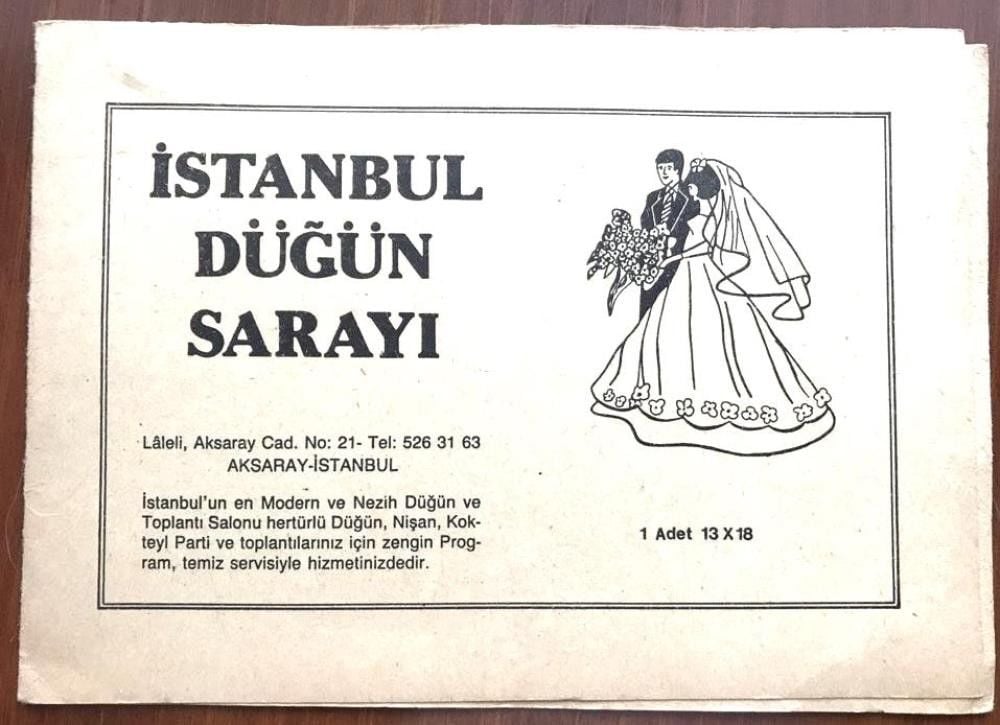 İSTANBUL
DÜĞÜN
SARAYI
Lâleli, Aksaray Cad. No: 21- Tel: 526 31 63
AKSARAY-İSTANBUL
İstanbul'un en Modern ve Nezih Düğün ve
Toplantı Salonu hertürlü Düğün, Nişan, Kok-
teyl Parti ve toplantılarınız için zengin Prog-
ram, temiz servisiyle hizmetinizdedir.
1 Adet 13 X 18